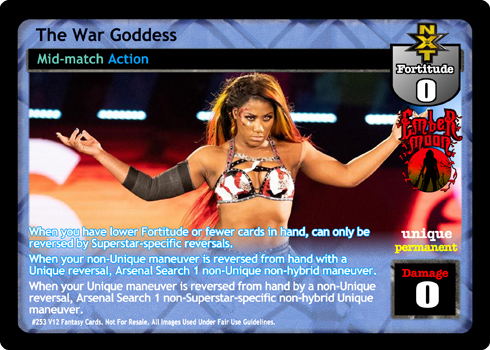 The War Goddess
NXT
Mid-match Action
Fortitude
0
Ember
Moon
When you have lower Fortitude or fewer cards in hand, can only be
reversed by Superstar-specific reversals.
unique
permanent
When your non-Unique maneuver is reversed from hand with a
Unique reversal, Arsenal Search 1 non-Unique non-hybrid maneuver.
When your Unique maneuver is reversed from hand by a non-Unique
reversal, Arsenal Search 1 non-Superstar-specific non-hybrid Unique
maneuver.
Damage
0
#253 V12 Fantasy Cards. Not For Resale. All Images Used Under Fair Use Guidelines.